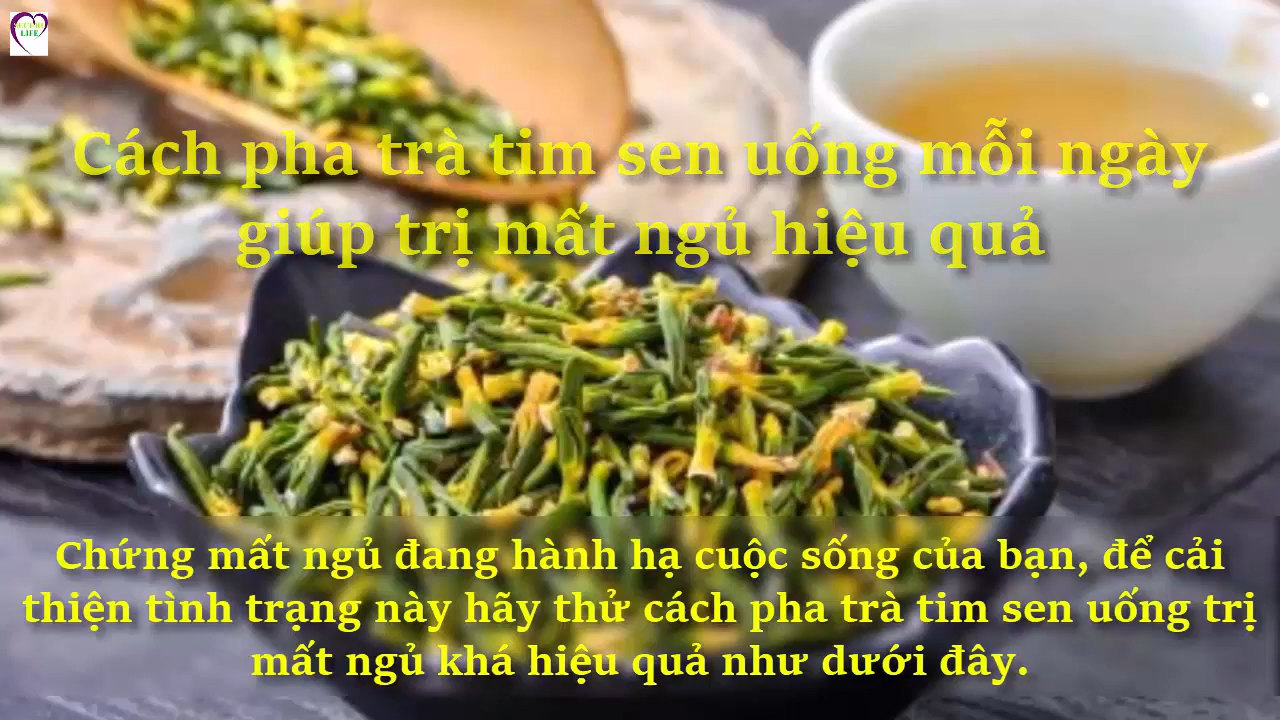 LIFE
Cách pha trà tim sen uống mỗi ngày
giúp trị mất ngủ hiệu quả
Chứng mất ngủ đang hành hạ cuộc sống của bạn, để cải
thiện tình trạng này hãy thử cách pha trà tim sen uống trị
mất ngủ khá hiệu quả như dưới đây.